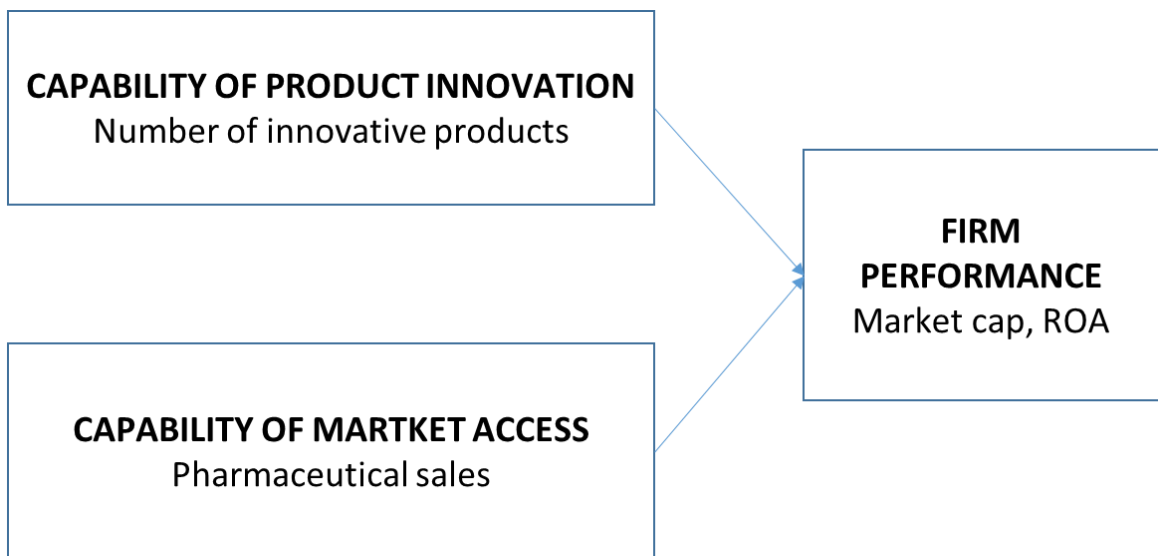 CAPABILITY OF PRODUCT INNOVATION
Number of innovative products
FIRM
PERFORMANCE
Market cap, ROA
CAPABILITY OF MARTKET ACCESS
Pharmaceutical sales